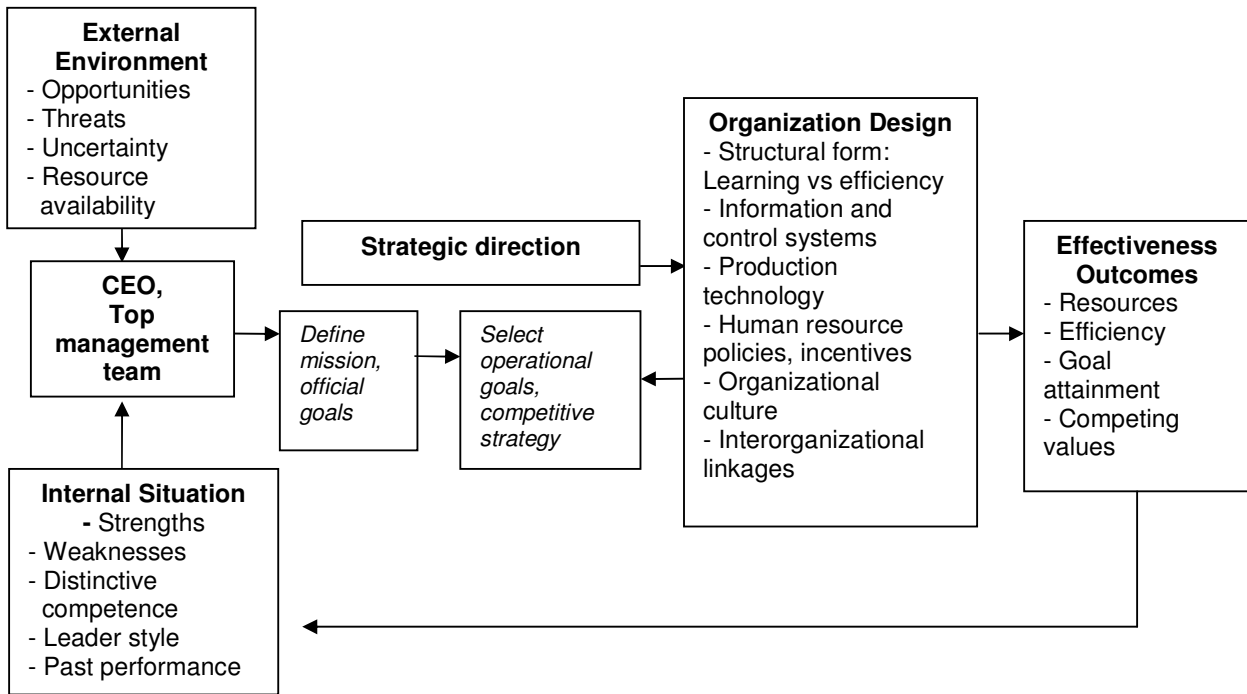 External
Environment
- Opportunities
- Threats
- Uncertainty
- Resource
availability
CEO,
Top
management
team
Internal Situation
- Strengths
- Weaknesses
- Distinctive
competence
- Leader style
- Past performance
Strategic direction
Define
mission,
official
goals
Select
operational
goals,
competitive
strategy
Organization Design
- Structural form:
Learning vs efficiency
- Information and
control systems
- Production
technology
- Human resource
policies, incentives
- Organizational
culture
- Interorganizational
linkages
Effectiveness
Outcomes
- Resources
- Efficiency
- Goal
attainment
- Competing
values